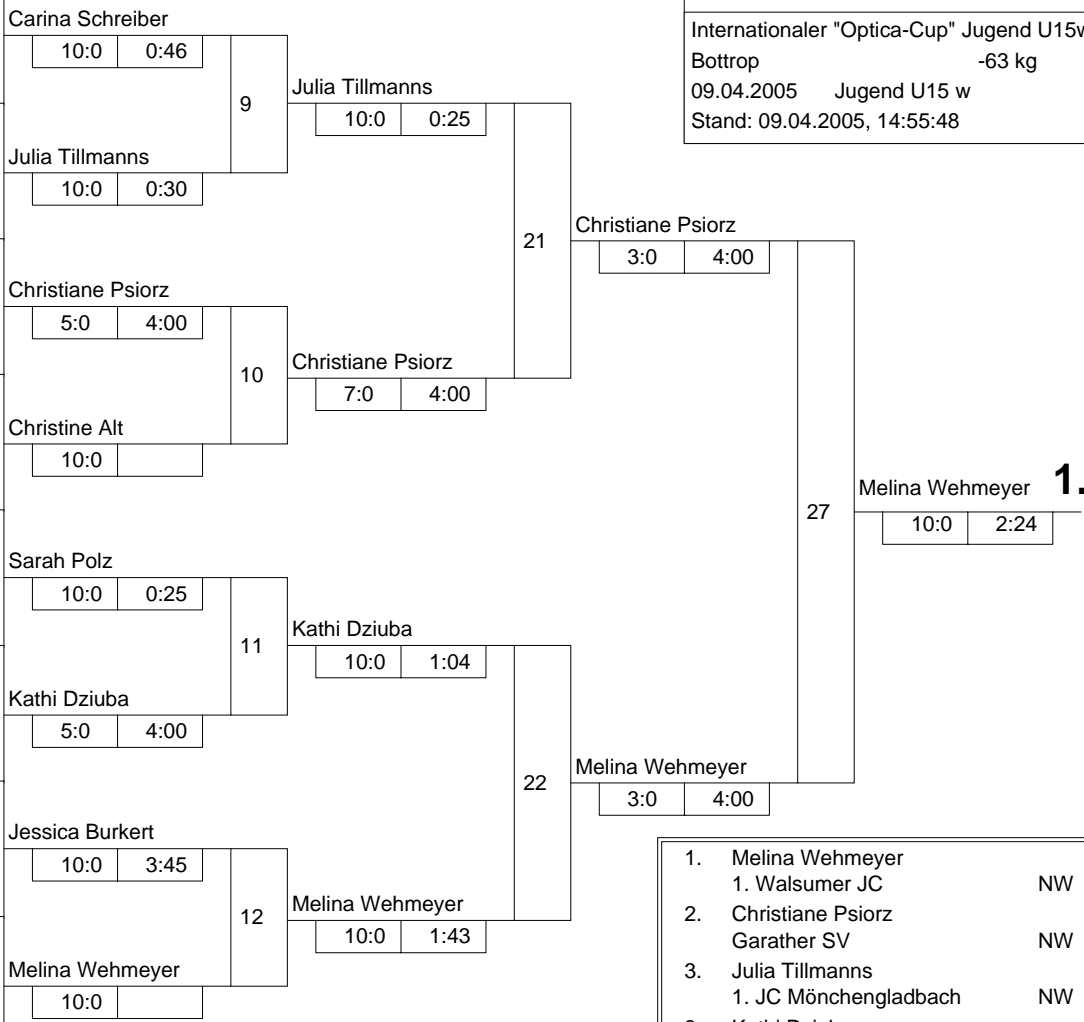 Carina Schreiber
10:0 0:46
Internationaler "Optica-Cup" Jugend U15w
Bottrop -63 kg
09.04.2005 Jugend U15 w
Stand: 09.04.2005, 14:55:48
9
Julia Tillmanns
10:0 0:25
Julia Tillmanns
10:0 0:30
21
Christiane Psiorz
3:0 4:00
Christiane Psiorz
5:0 4:00
10
Christiane Psiorz
7:0 4:00
Christine Alt
10:0
27
Melina Wehmeyer 1.
10:0 2:24
Sarah Polz
10:0 0:25
11
Kathi Dziuba
10:0 1:04
Kathi Dziuba
5:0 4:00
22
Melina Wehmeyer
3:0 4:00
Jessica Burkert
10:0 3:45
12
Melina Wehmeyer
10:0 1:43
Melina Wehmeyer
10:0
1. Melina Wehmeyer
1. Walsumer JC NW
2. Christiane Psiorz
Garather SV NW
3. Julia Tillmanns
1. JC Mönchengladbach NW